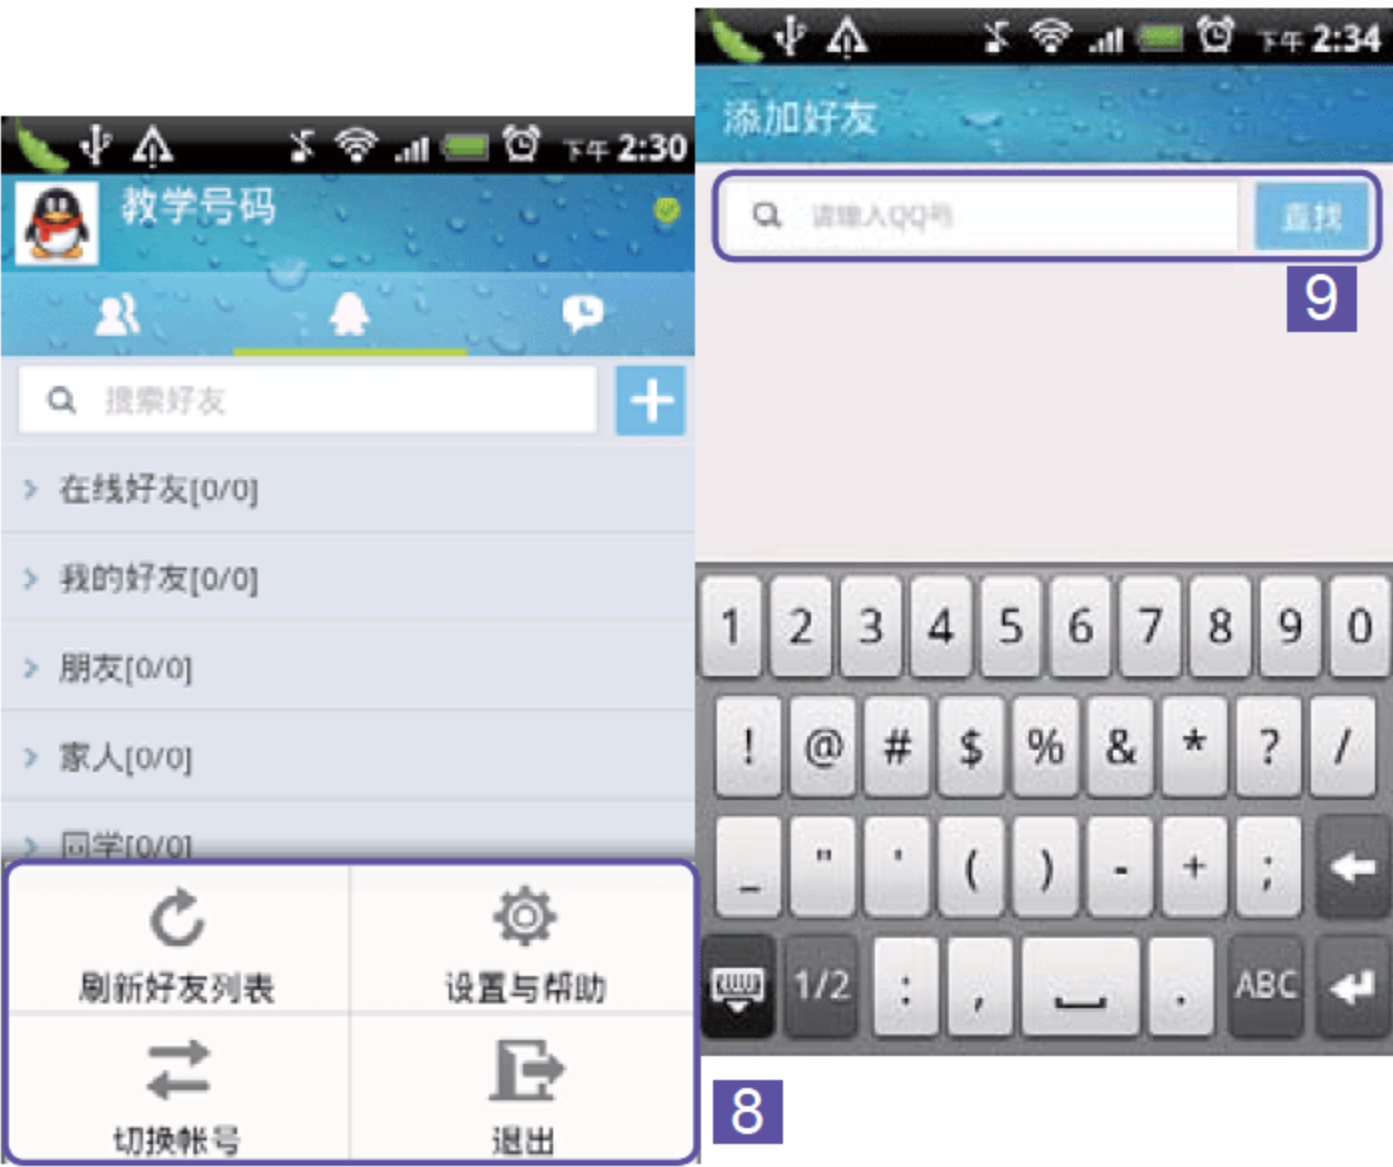 下午 2:30
教学号码
搜索好友
在线好友[0/0]
我的好友[0/0]
朋友[0/0]
家人[0/0]
同学[0/0]
刷新好友列表
设置与帮助
切换帐号
退出
8
下午 2:34
添加好友
请输入QQ号
查找
9
1 2 3 4 5 6 7 8 9 0
! @ # $ % & * ? /
_ " ' ( ) - + ;
1/2 : , . ABC